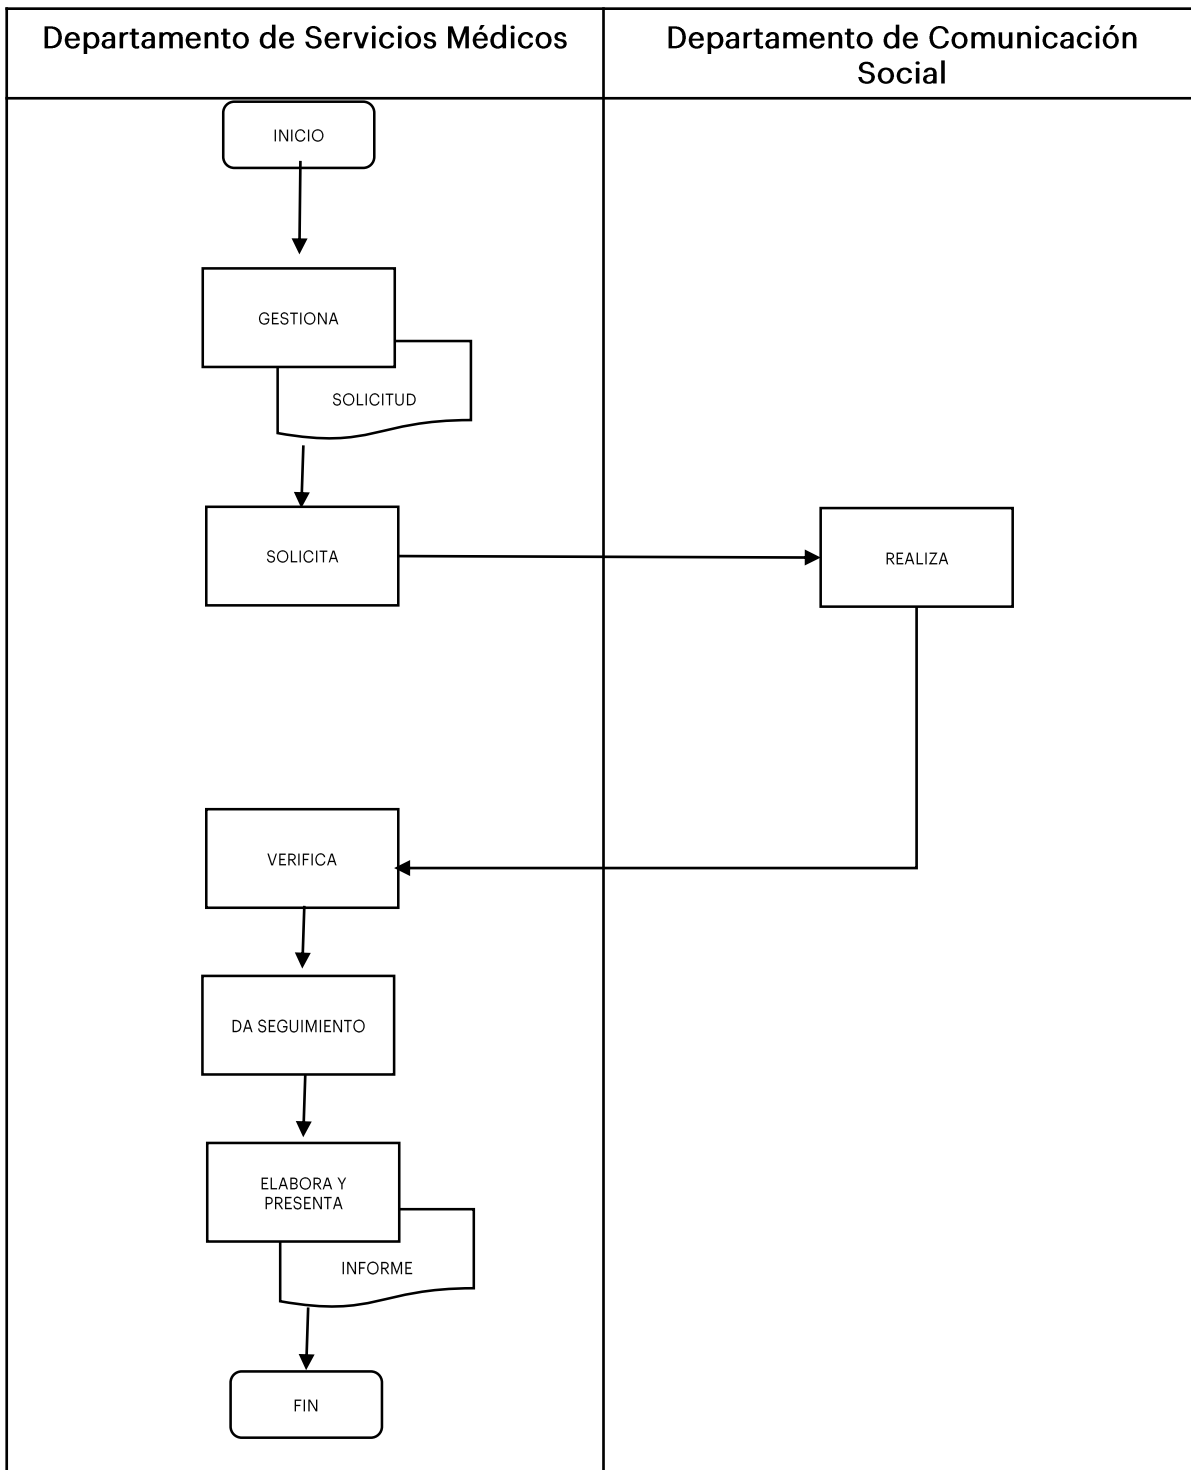 Departamento de Servicios Médicos
Departamento de Comunicación
Social
INICIO
GESTIONA
SOLICITUD
SOLICITA
REALIZA
VERIFICA
DA SEGUIMIENTO
ELABORA Y
PRESENTA
INFORME
FIN